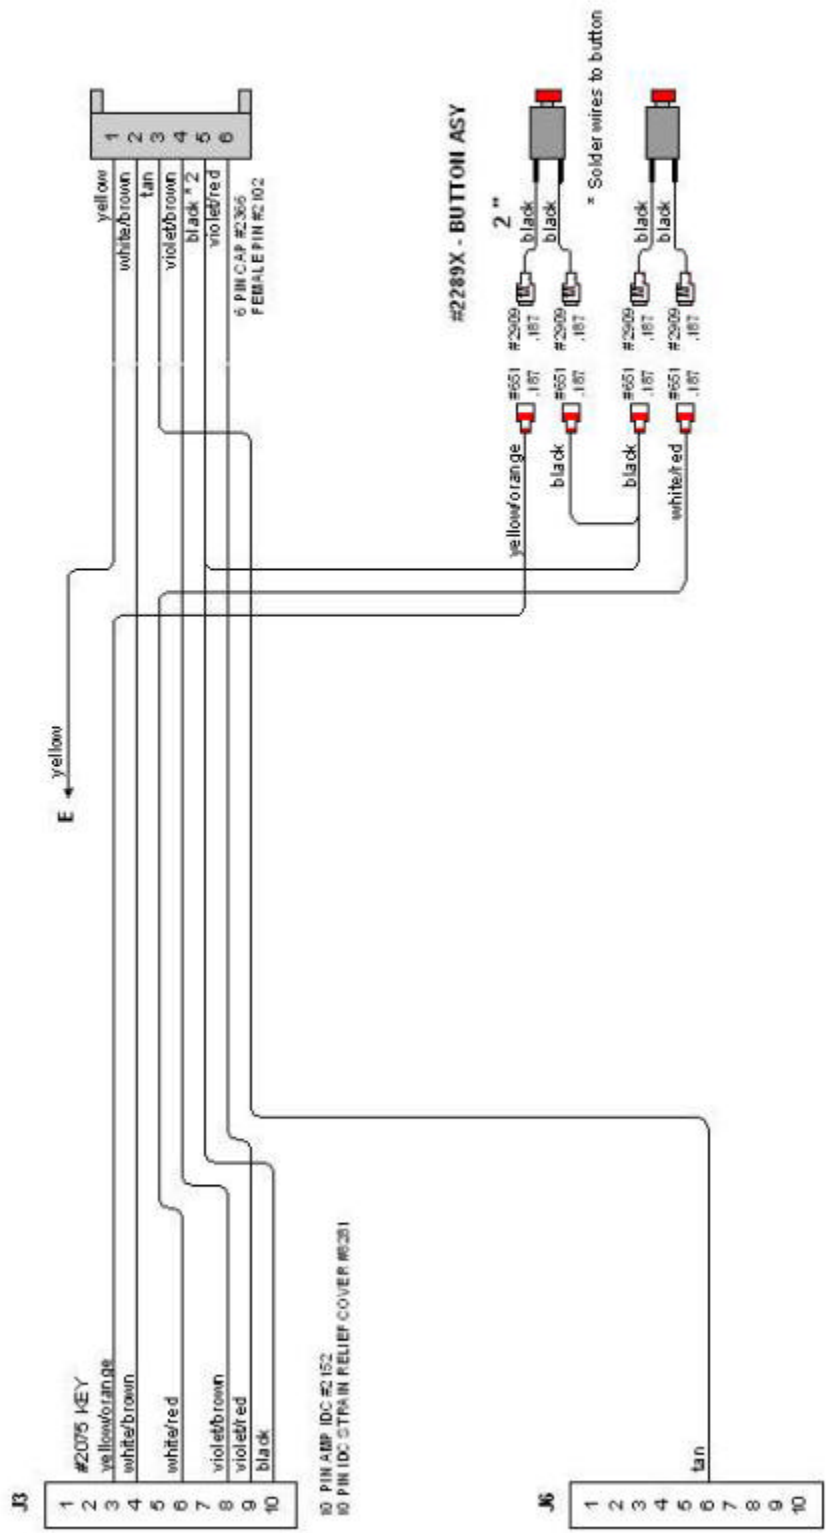 J3
1
2
3
4
5
6
7
8
9
10
#2075 KEY
yellow/orange
white/brown
white/red
violet/brown
violet/red
black
10 PIN AMP IDC #2152
10 PIN IDC STRAIN RELIEF COVER #8281
J6
1
2
3
4
5
6
7
8
9
10
tan
E
yellow
yellow
white/brown
tan
violet/brown
black * 2
violet/red
1
2
3
4
5
6
6 PIN CAP #2366
FEMALE PIN #2102
#2289X - BUTTON ASY
2 "
yellow/orange
black
black
white/red
#651
.187
#651
.187
#651
.187
#651
.187
#2909
.187
#2909
.187
#2909
.187
#2909
.187
M
M
M
M
black
black
black
black
* Solder wires to button